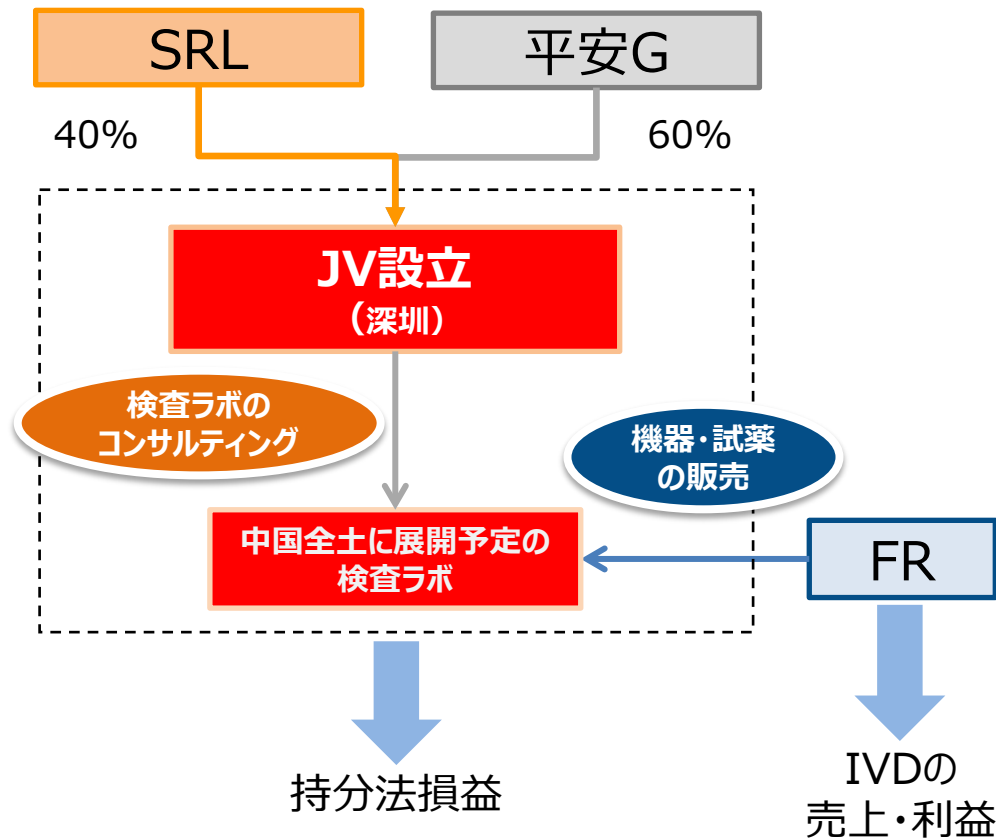 SRL
平安G
40%
60%
JV設立
（深圳）
検査ラボの
コンサルティング
機器・試薬
の販売
中国全土に展開予定の
検査ラボ
FR
持分法損益
IVDの
売上・利益